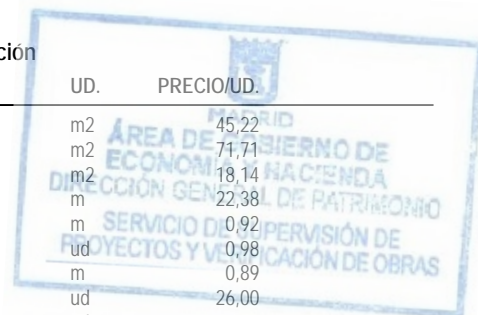 ción
UD. PRECIO/UD.
MADRID
m2 45,22
ÁREA DE GOBIERNO DE
m2 71,71
ECONOMÍA Y HACIENDA
m2 18,14
DIRECCIÓN GENERAL DE PATRIMONIO
m 22,38
SERVICIO DE SUPERVISIÓN DE
m 0,92
PROYECTOS Y VERIFICACIÓN DE OBRAS
ud 0,98
m 0,89
ud 26,00